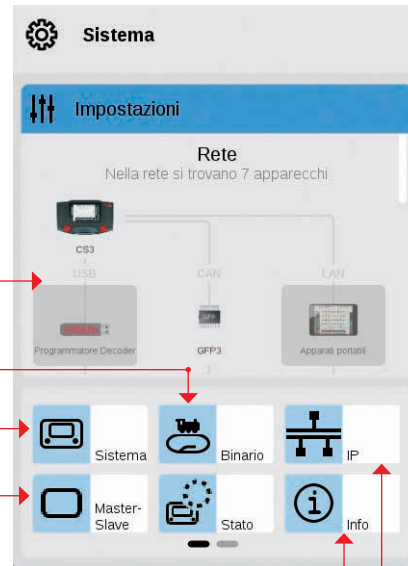 Sistema
Impostazioni
Rete
Nella rete si trovano 7 apparecchi
CS3
USB
CAN
LAN
GFP
Programmatore Decoder
GFP3
Apparati portatili
Sistema
Binario
IP
Master-
Slave
Stato
Info